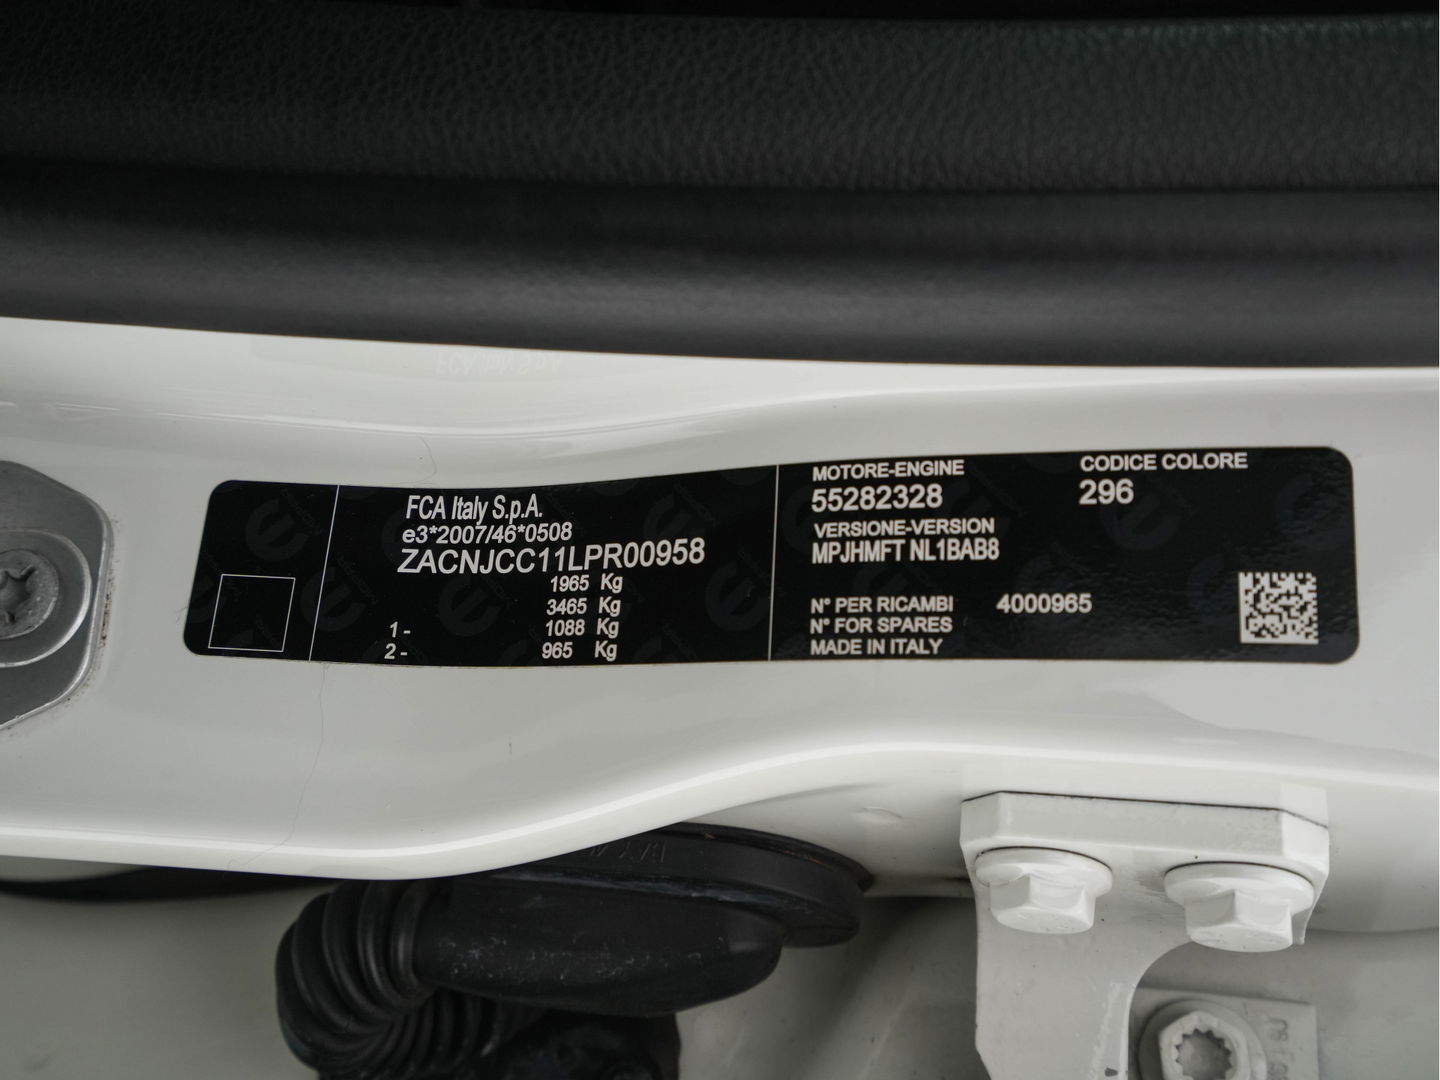 FCA Italy S.p.A.
e3*2007/46*0508
ZACNJCC11LPR00958
1965 Kg
3465 Kg
1 - 1088 Kg
2 - 965 Kg
MOTORE-ENGINE
55282328
CODICE COLORE
296
VERSIONE-VERSION
MPJHMFT NL1BAB8
N° PER RICAMBI 4000965
N° FOR SPARES
MADE IN ITALY